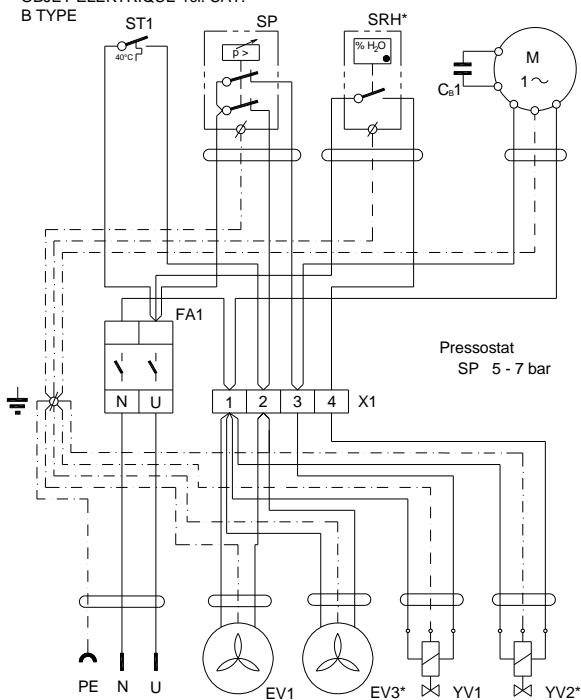 B TYPE
ST1
SP
SRH*
40°C
p >
% H₂O
M
1～
CB1
FA1
Pressostat
SP 5 - 7 bar
N U
1 2 3 4 X1
PE N U
EV1
EV3*
YV1
YV2*